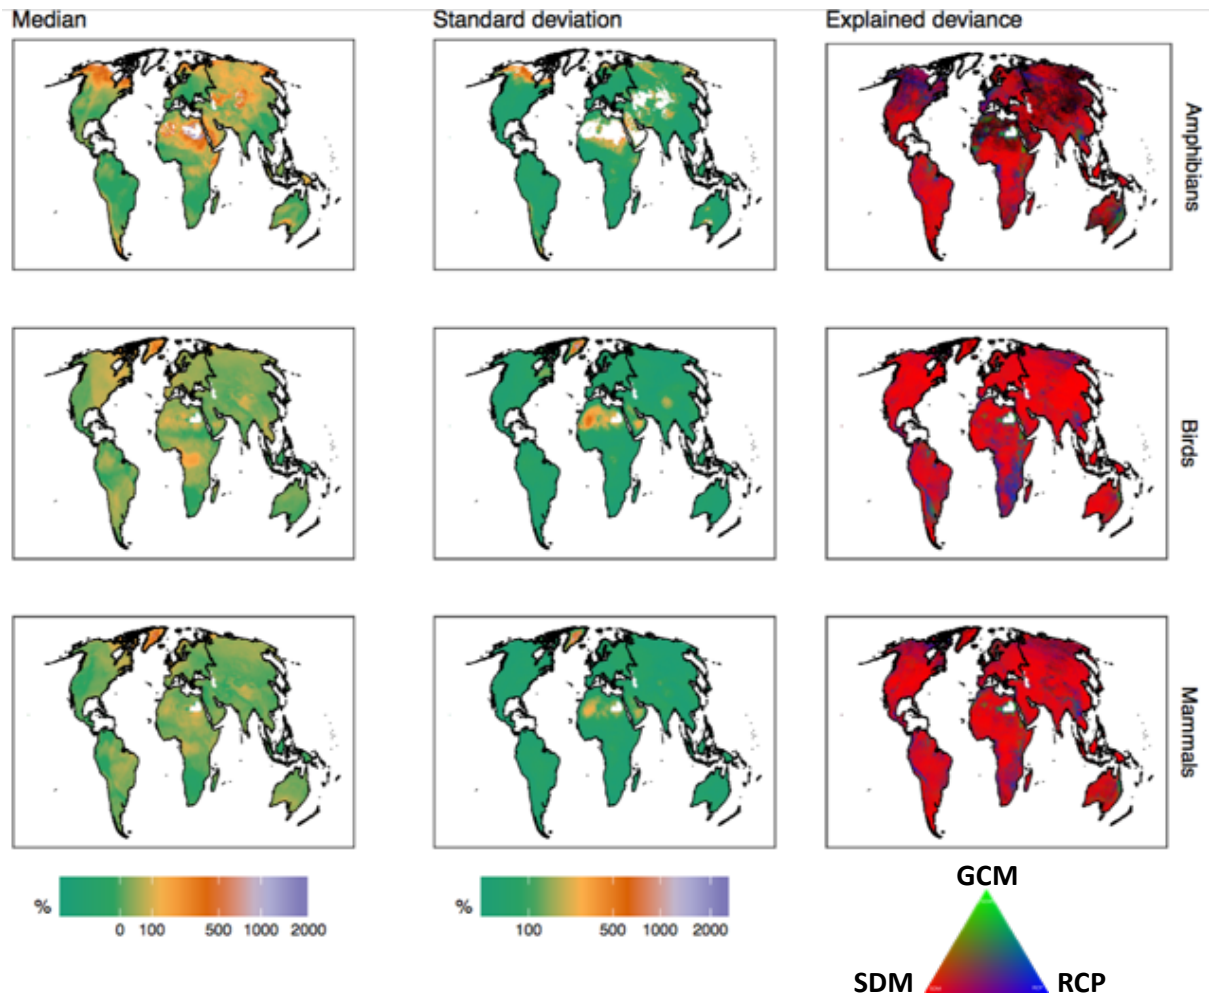 Median Standard deviation Explained deviance
Amphibians
Birds
Mammals
% 0 100 500 1000 2000
% 100 500 1000 2000
GCM
SDM RCP